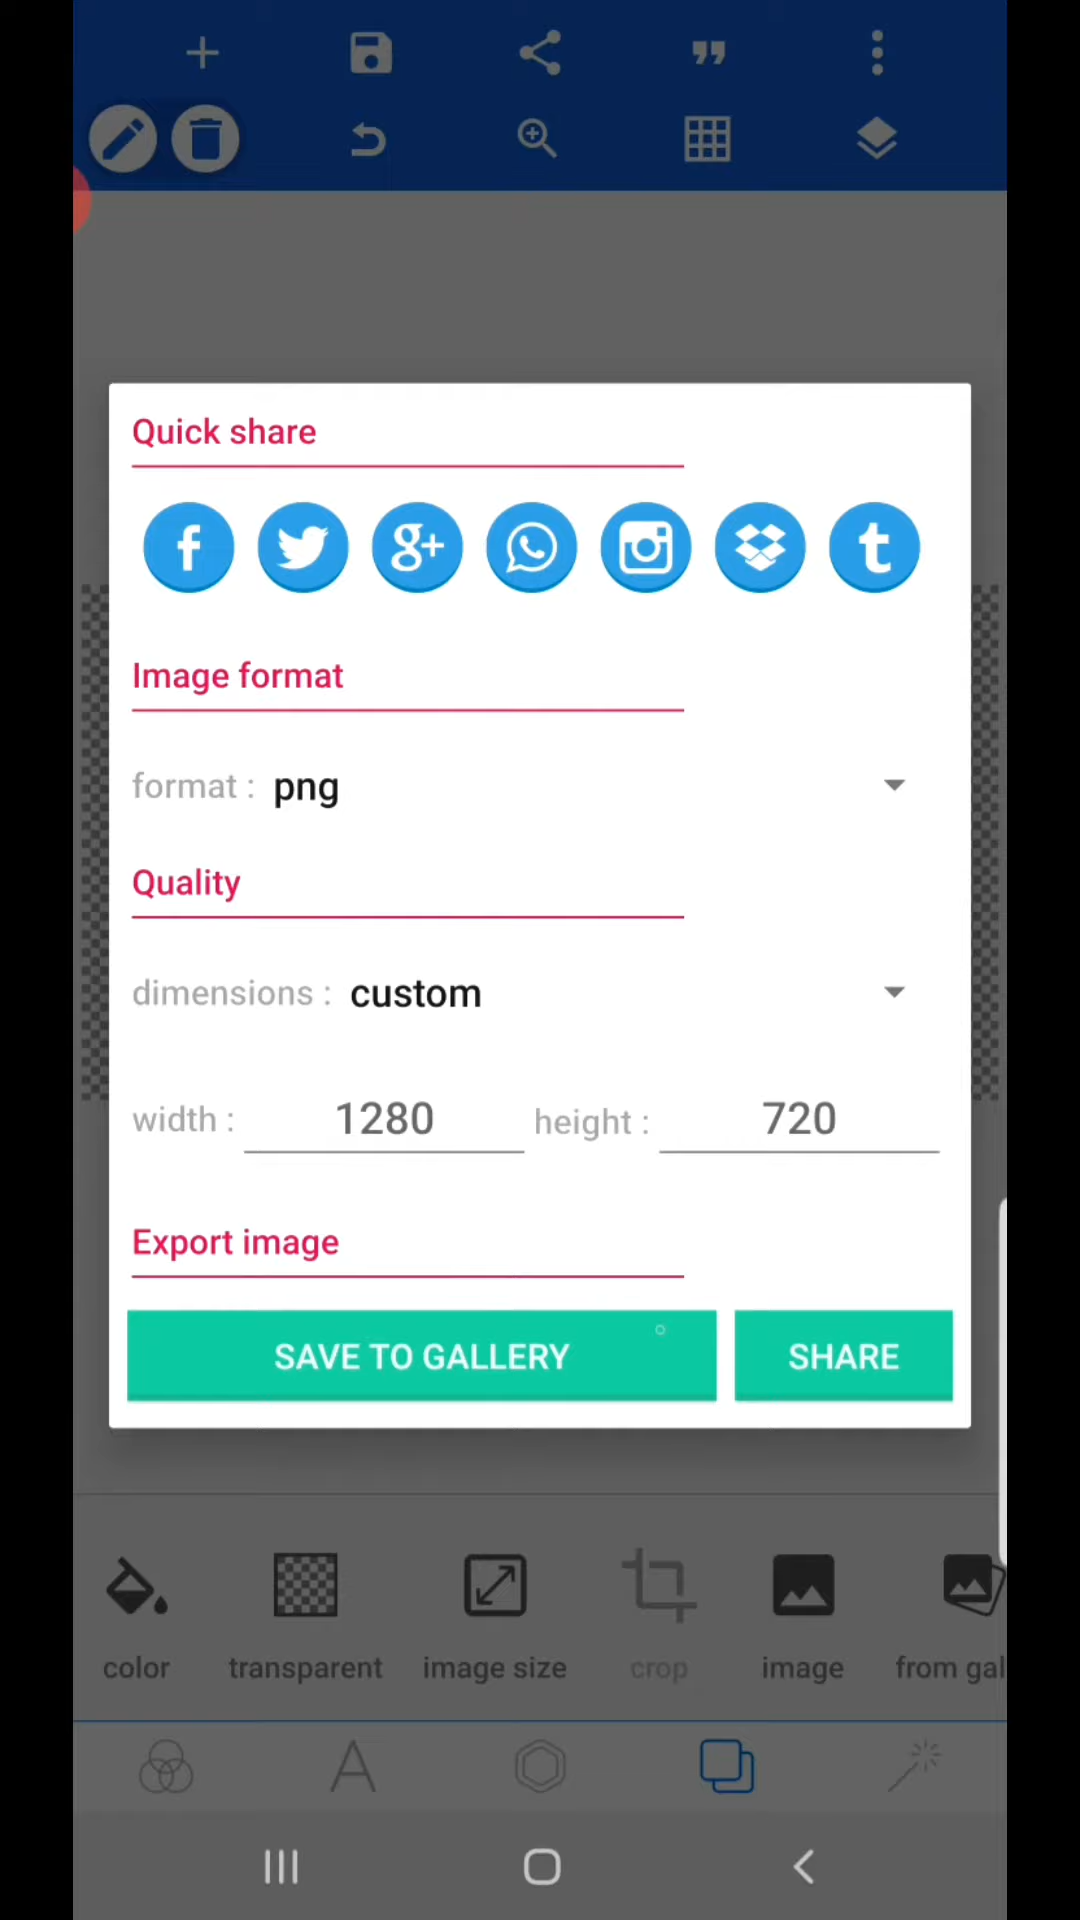 Quick share
Image format
format : png
Quality
dimensions : custom
width : 1280 height : 720
Export image
SAVE TO GALLERY SHARE
color transparent image size crop image from gal